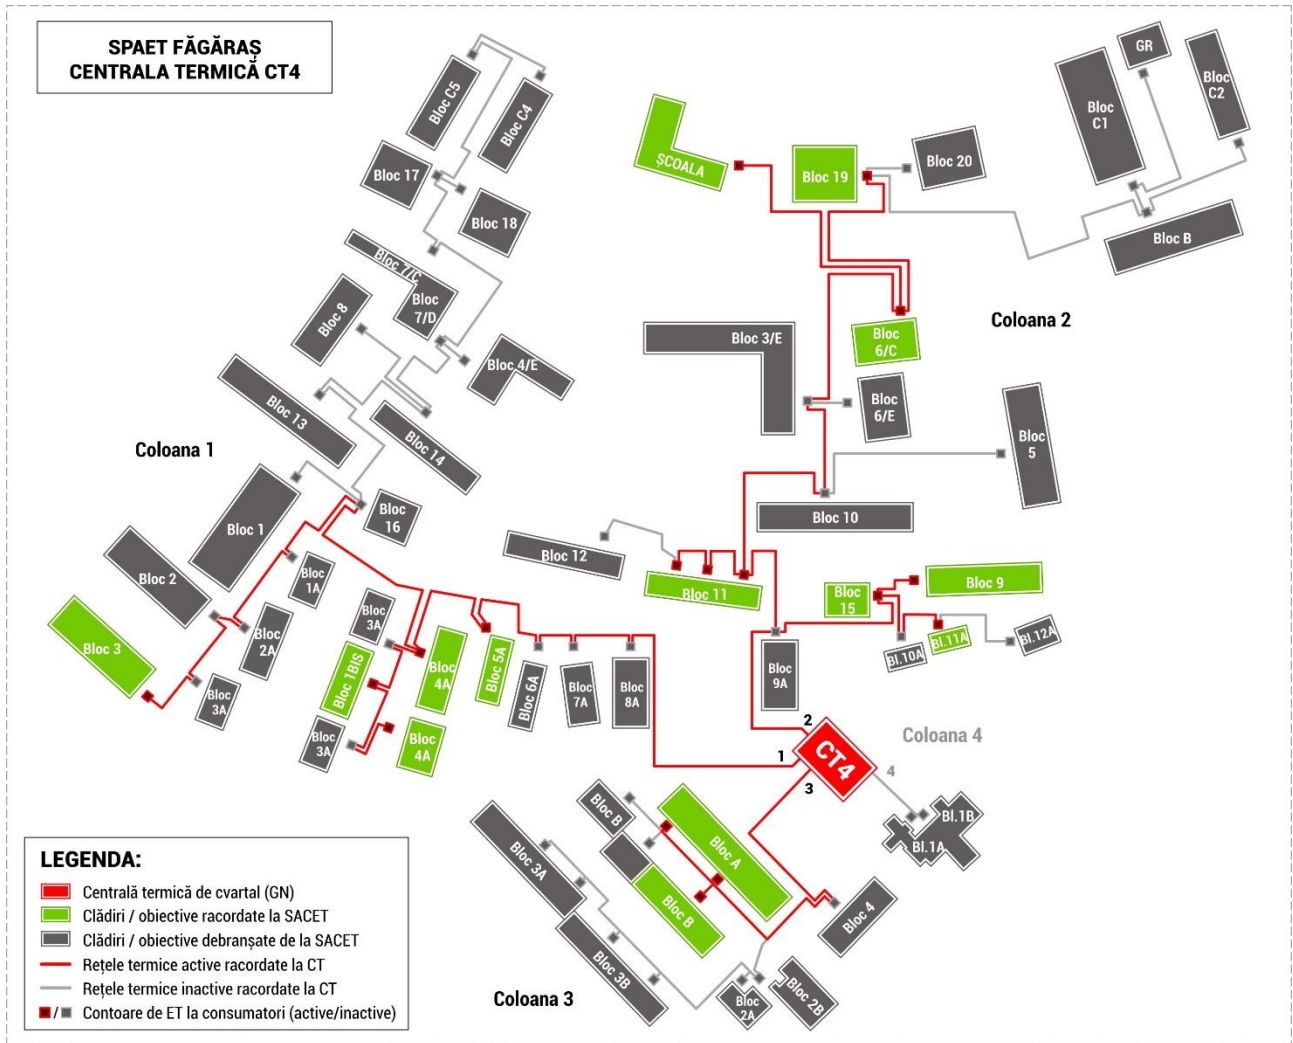 SPAET FĂGĂRAȘ
CENTRALA TERMICĂ CT4
Bloc C5
Bloc C4
Bloc 17
Bloc 18
Bloc 7/C
Bloc
7/D
Bloc 8
Bloc 4/E
Bloc 13
Bloc 14
Coloana 1
Bloc 1
Bloc
16
Bloc 2
Bloc
1A
Bloc
2A
Bloc 3
Bloc
3A
Bloc
3A
Bloc 1BIS
Bloc
4A
Bloc
3A
Bloc
4A
Bloc 5A
Bloc 6A
Bloc
7A
Bloc
8A
ȘCOALA
Bloc 19
Bloc 20
Bloc
C1
GR
Bloc
C2
Bloc B
Coloana 2
Bloc 3/E
Bloc
6/C
Bloc
6/E
Bloc
5
Bloc 10
Bloc 12
Bloc 11
Bloc
15
Bloc 9
Bl.10A
Bl.11A
Bl.12A
Bloc
9A
2
1
3
CT4
Coloana 4
4
Bl.1B
Bl.1A
Bloc B
Bloc A
Bloc 3A
Bloc B
Bloc 4
Bloc 3B
Bloc
2A
Bloc 2B
Coloana 3
LEGENDA:
Centrală termică de cvartal (GN)
Clădiri / obiective racordate la SACET
Clădiri / obiective debranșate de la SACET
Rețele termice active racordate la CT
Rețele termice inactive racordate la CT
/ Contoare de ET la consumatori (active/inactive)